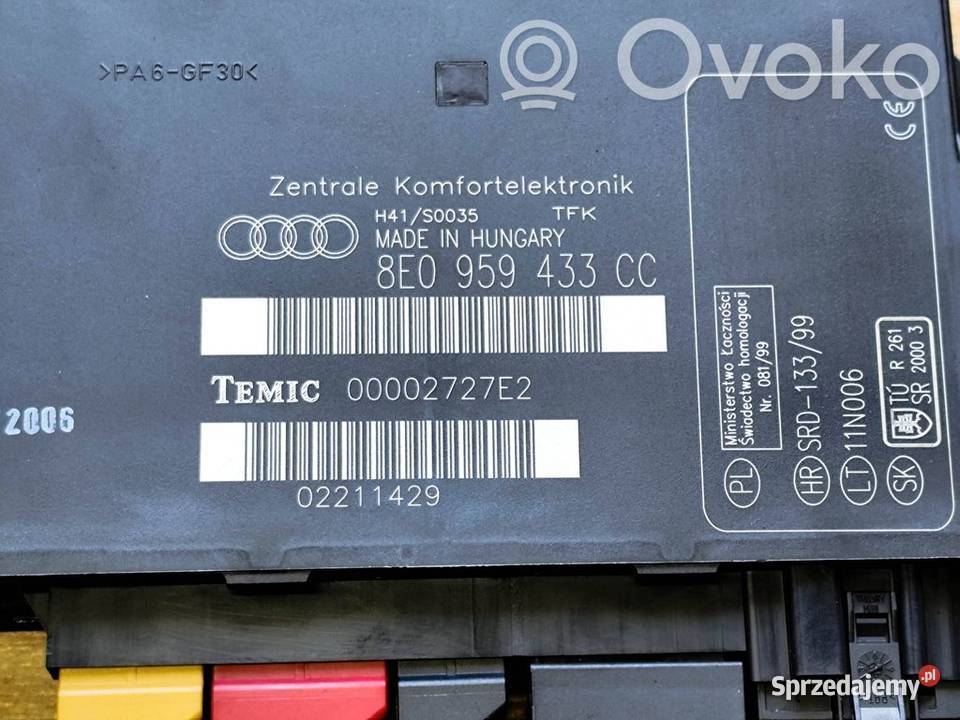 >PA6-GF30<
Ovoko
CE
Zentrale Komfortelektronik
H41/S0035 TFK
MADE IN HUNGARY
8E0 959 433 CC
TEMIC 00002727E2
2006
02211429
PL Ministerstwo Łączności
Świadectwo homologacji
Nr. 081/99
HR SRD-133/99
LT 11N006
SK TÚ R 261
SR 2000 3
Sprzedajemy.pl